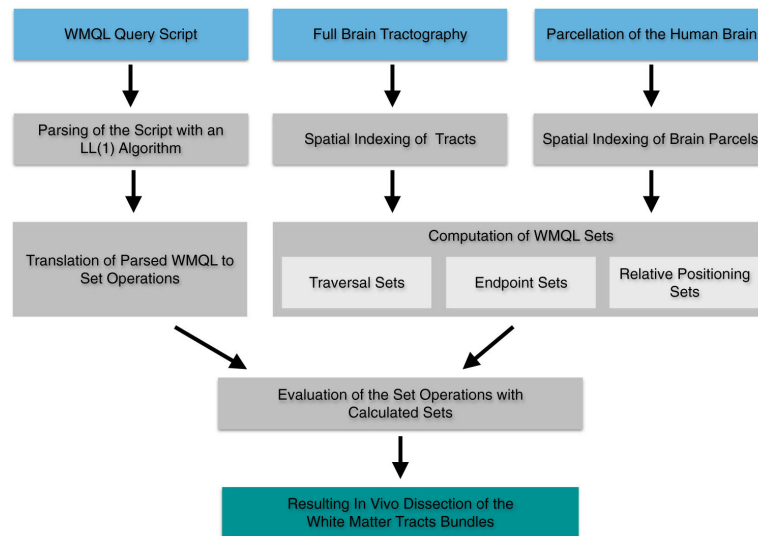 WMQL Query Script
Full Brain Tractography
Parcellation of the Human Brain
Parsing of the Script with an
LL(1) Algorithm
Spatial Indexing of Tracts
Spatial Indexing of Brain Parcels
Translation of Parsed WMQL to
Set Operations
Computation of WMQL Sets
Traversal Sets
Endpoint Sets
Relative Positioning
Sets
Evaluation of the Set Operations with
Calculated Sets
Resulting In Vivo Dissection of the
White Matter Tracts Bundles